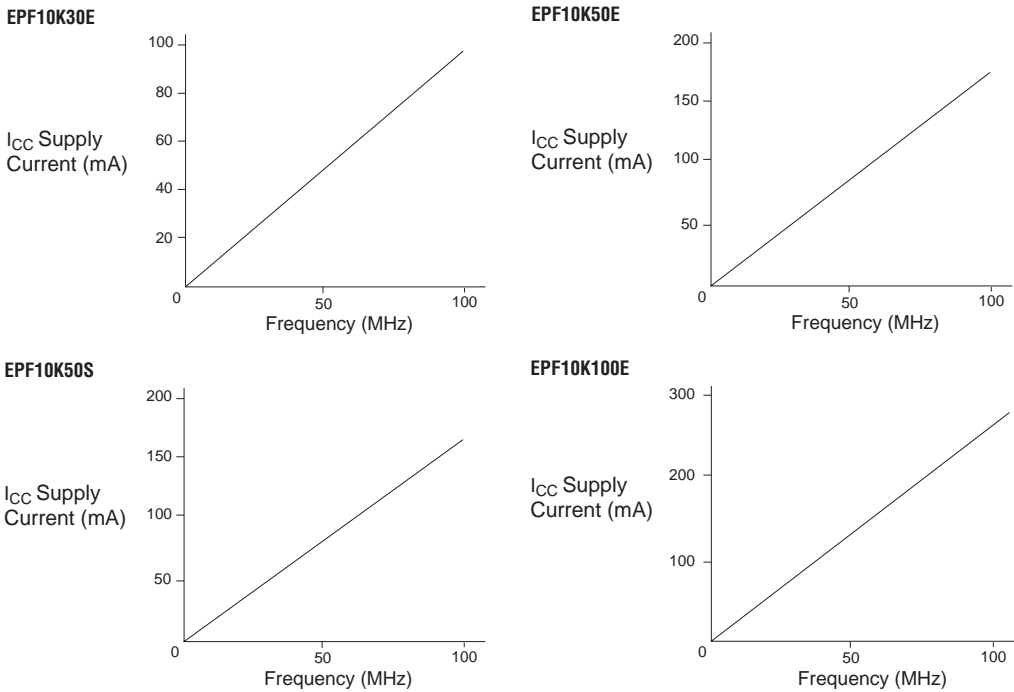 EPF10K30E
100
80
60
40
20
0
50
100
I_CC Supply
Current (mA)
Frequency (MHz)
EPF10K50E
200
150
100
50
0
50
100
I_CC Supply
Current (mA)
Frequency (MHz)
EPF10K50S
200
150
100
50
0
50
100
I_CC Supply
Current (mA)
Frequency (MHz)
EPF10K100E
300
200
100
0
50
100
I_CC Supply
Current (mA)
Frequency (MHz)